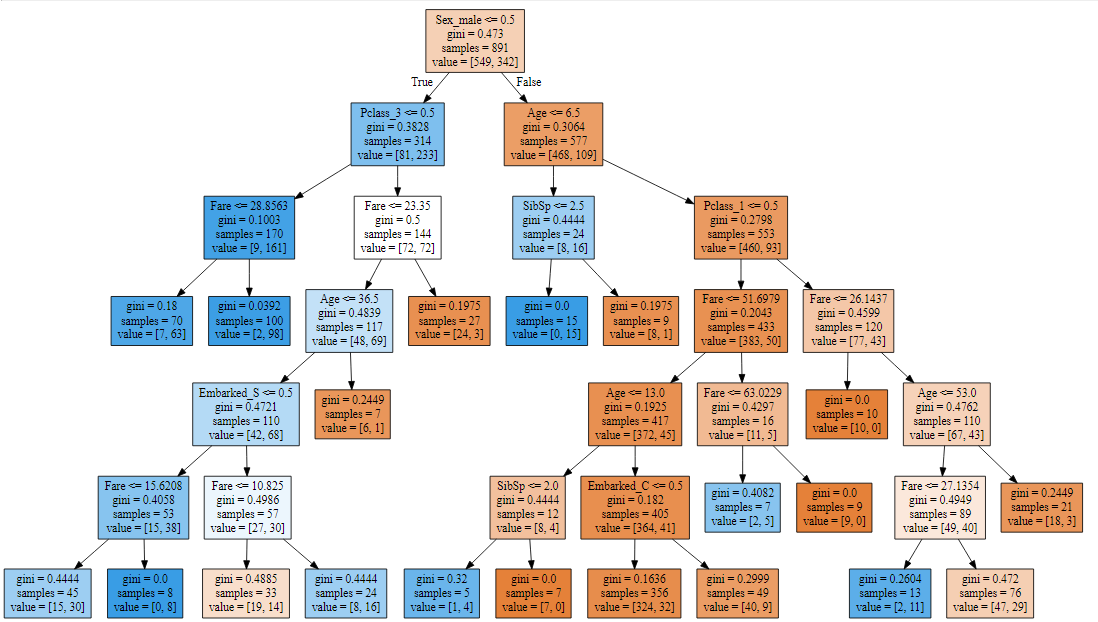 Sex_male <= 0.5
gini = 0.473
samples = 891
value = [549, 342]
True
False
Pclass_3 <= 0.5
gini = 0.3828
samples = 314
value = [81, 233]
Age <= 6.5
gini = 0.3064
samples = 577
value = [468, 109]
Fare <= 28.8563
gini = 0.1003
samples = 170
value = [9, 161]
Fare <= 23.35
gini = 0.5
samples = 144
value = [72, 72]
SibSp <= 2.5
gini = 0.4444
samples = 24
value = [8, 16]
Pclass_1 <= 0.5
gini = 0.2798
samples = 553
value = [460, 93]
gini = 0.18
samples = 70
value = [7, 63]
gini = 0.0392
samples = 100
value = [2, 98]
Age <= 36.5
gini = 0.4839
samples = 117
value = [48, 69]
gini = 0.1975
samples = 27
value = [24, 3]
gini = 0.0
samples = 15
value = [0, 15]
gini = 0.1975
samples = 9
value = [8, 1]
Fare <= 51.6979
gini = 0.2043
samples = 433
value = [383, 50]
Fare <= 26.1437
gini = 0.4599
samples = 120
value = [77, 43]
Embarked_S <= 0.5
gini = 0.4721
samples = 110
value = [42, 68]
gini = 0.2449
samples = 7
value = [6, 1]
Age <= 13.0
gini = 0.1925
samples = 417
value = [372, 45]
Fare <= 63.0229
gini = 0.4297
samples = 16
value = [11, 5]
gini = 0.0
samples = 10
value = [10, 0]
Age <= 53.0
gini = 0.4762
samples = 110
value = [67, 43]
Fare <= 15.6208
gini = 0.4058
samples = 53
value = [15, 38]
Fare <= 10.825
gini = 0.4986
samples = 57
value = [27, 30]
SibSp <= 2.0
gini = 0.4444
samples = 12
value = [8, 4]
Embarked_C <= 0.5
gini = 0.182
samples = 405
value = [364, 41]
gini = 0.4082
samples = 7
value = [2, 5]
gini = 0.0
samples = 9
value = [9, 0]
Fare <= 27.1354
gini = 0.4949
samples = 89
value = [49, 40]
gini = 0.2449
samples = 21
value = [18, 3]
gini = 0.4444
samples = 45
value = [15, 30]
gini = 0.0
samples = 8
value = [0, 8]
gini = 0.4885
samples = 33
value = [19, 14]
gini = 0.4444
samples = 24
value = [8, 16]
gini = 0.32
samples = 5
value = [1, 4]
gini = 0.0
samples = 7
value = [7, 0]
gini = 0.1636
samples = 356
value = [324, 32]
gini = 0.2999
samples = 49
value = [40, 9]
gini = 0.2604
samples = 13
value = [2, 11]
gini = 0.472
samples = 76
value = [47, 29]